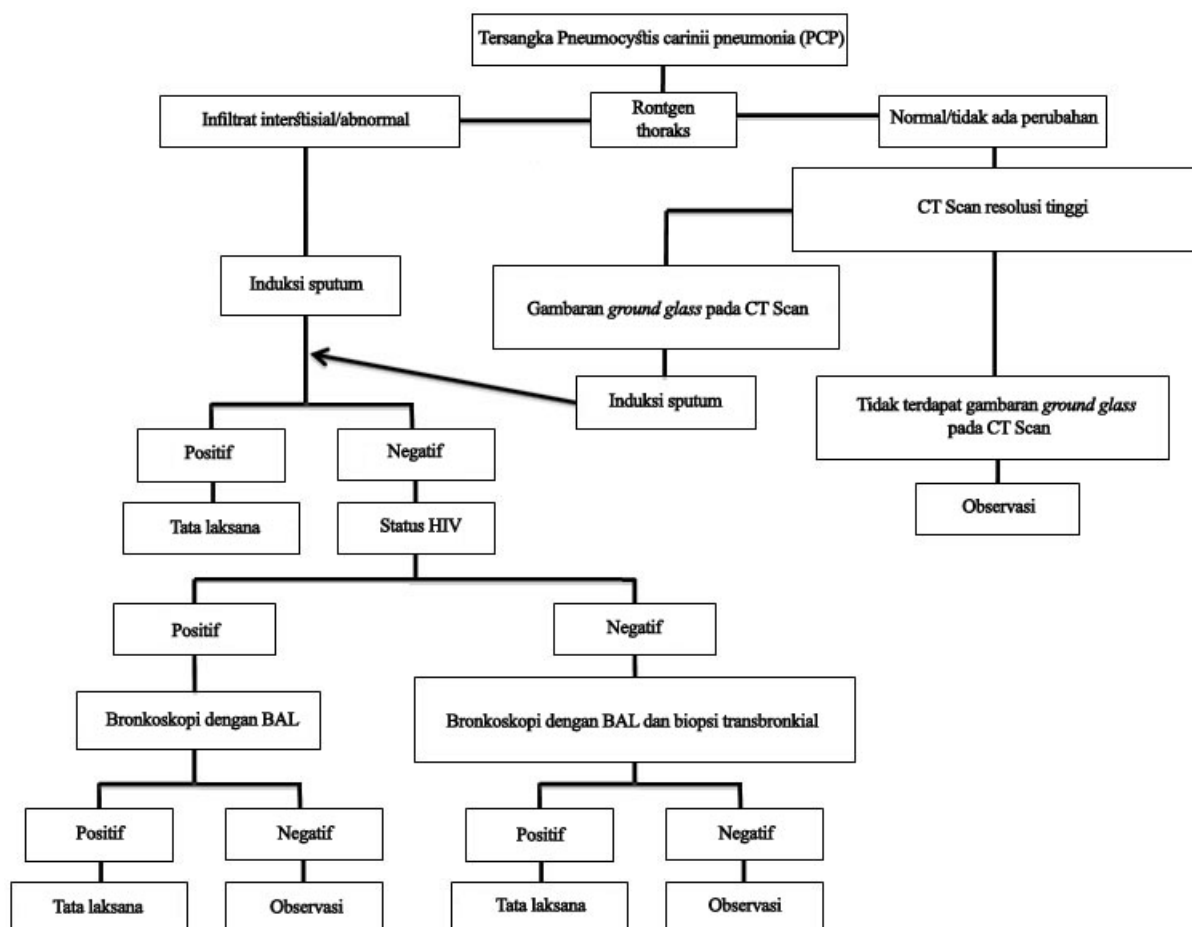 Tersangka Pneumocystis carinii pneumonia (PCP)
Infiltrat interstisial/abnormal
Rontgen
thoraks
Normal/tidak ada perubahan
CT Scan resolusi tinggi
Induksi sputum
Gambaran ground glass pada CT Scan
Induksi sputum
Tidak terdapat gambaran ground glass
pada CT Scan
Positif
Negatif
Observasi
Tata laksana
Status HIV
Positif
Negatif
Bronkoskopi dengan BAL
Bronkoskopi dengan BAL dan biopsi transbronkial
Positif
Negatif
Positif
Negatif
Tata laksana
Observasi
Tata laksana
Observasi